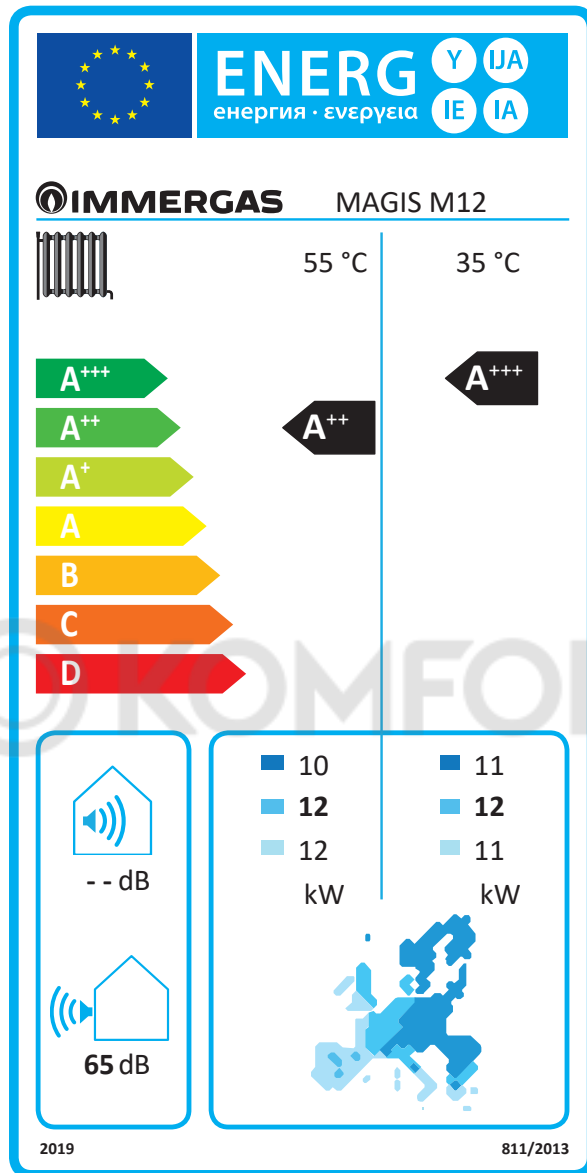 ENERG Y IJA
енергия · ενεργεια IE IA
IMMERGAS MAGIS M12
55 °C 35 °C
A+++ A+++
A++ A++
A+
A
B
C
D
KOMFO
10 11
12 12
12 11
kW kW
-- dB
65 dB
2019 811/2013